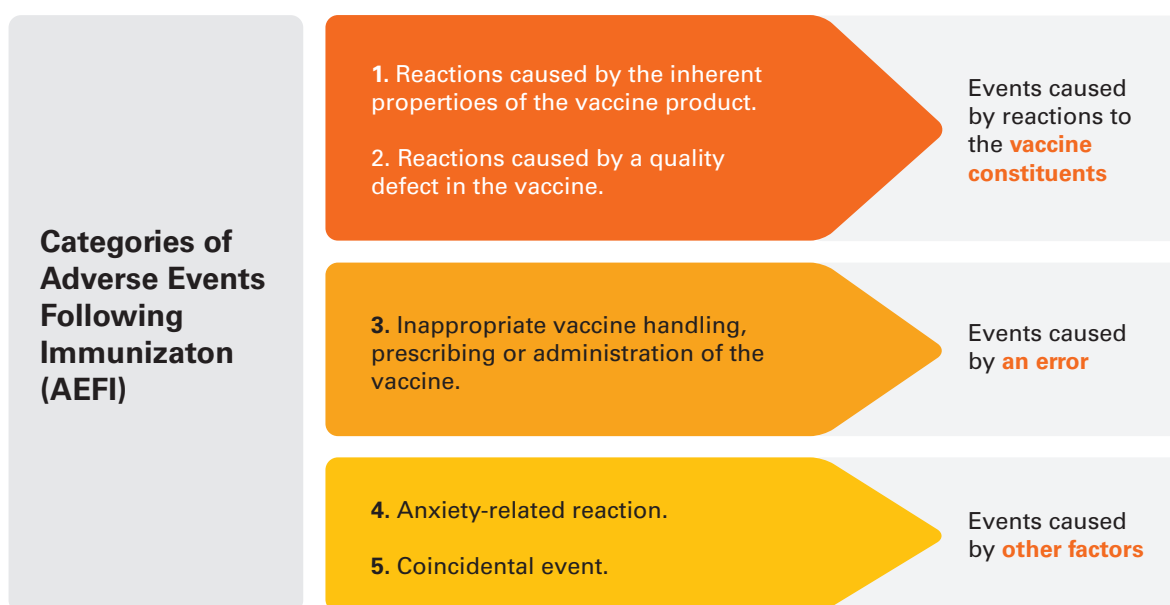 Categories of
Adverse Events
Following
Immunizaton
(AEFI)
1. Reactions caused by the inherent
propertioes of the vaccine product.
2. Reactions caused by a quality
defect in the vaccine.
Events caused
by reactions to
the vaccine
constituents
3. Inappropriate vaccine handling,
prescribing or administration of the
vaccine.
Events caused
by an error
4. Anxiety-related reaction.
5. Coincidental event.
Events caused
by other factors